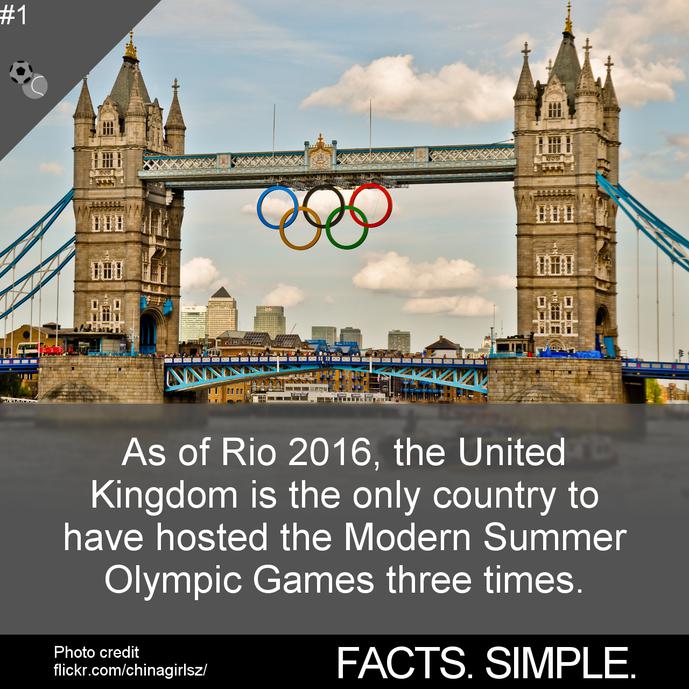 #1
As of Rio 2016, the United
Kingdom is the only country to
have hosted the Modern Summer
Olympic Games three times.
Photo credit
flickr.com/chinagirlsz/
FACTS. SIMPLE.